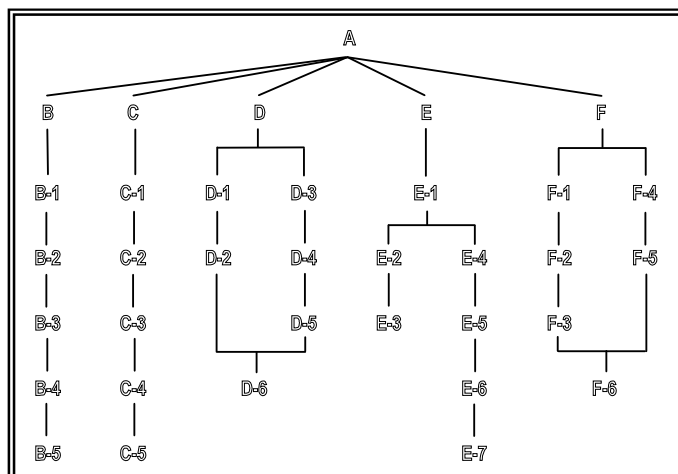 A
B C D E F
B-1 C-1 D-1 D-3 E-1 F-1 F-4
B-2 C-2 D-2 D-4 E-2 E-4 F-2 F-5
B-3 C-3 D-5 E-3 E-5 F-3
B-4 C-4 D-6 E-6 F-6
B-5 C-5 E-7